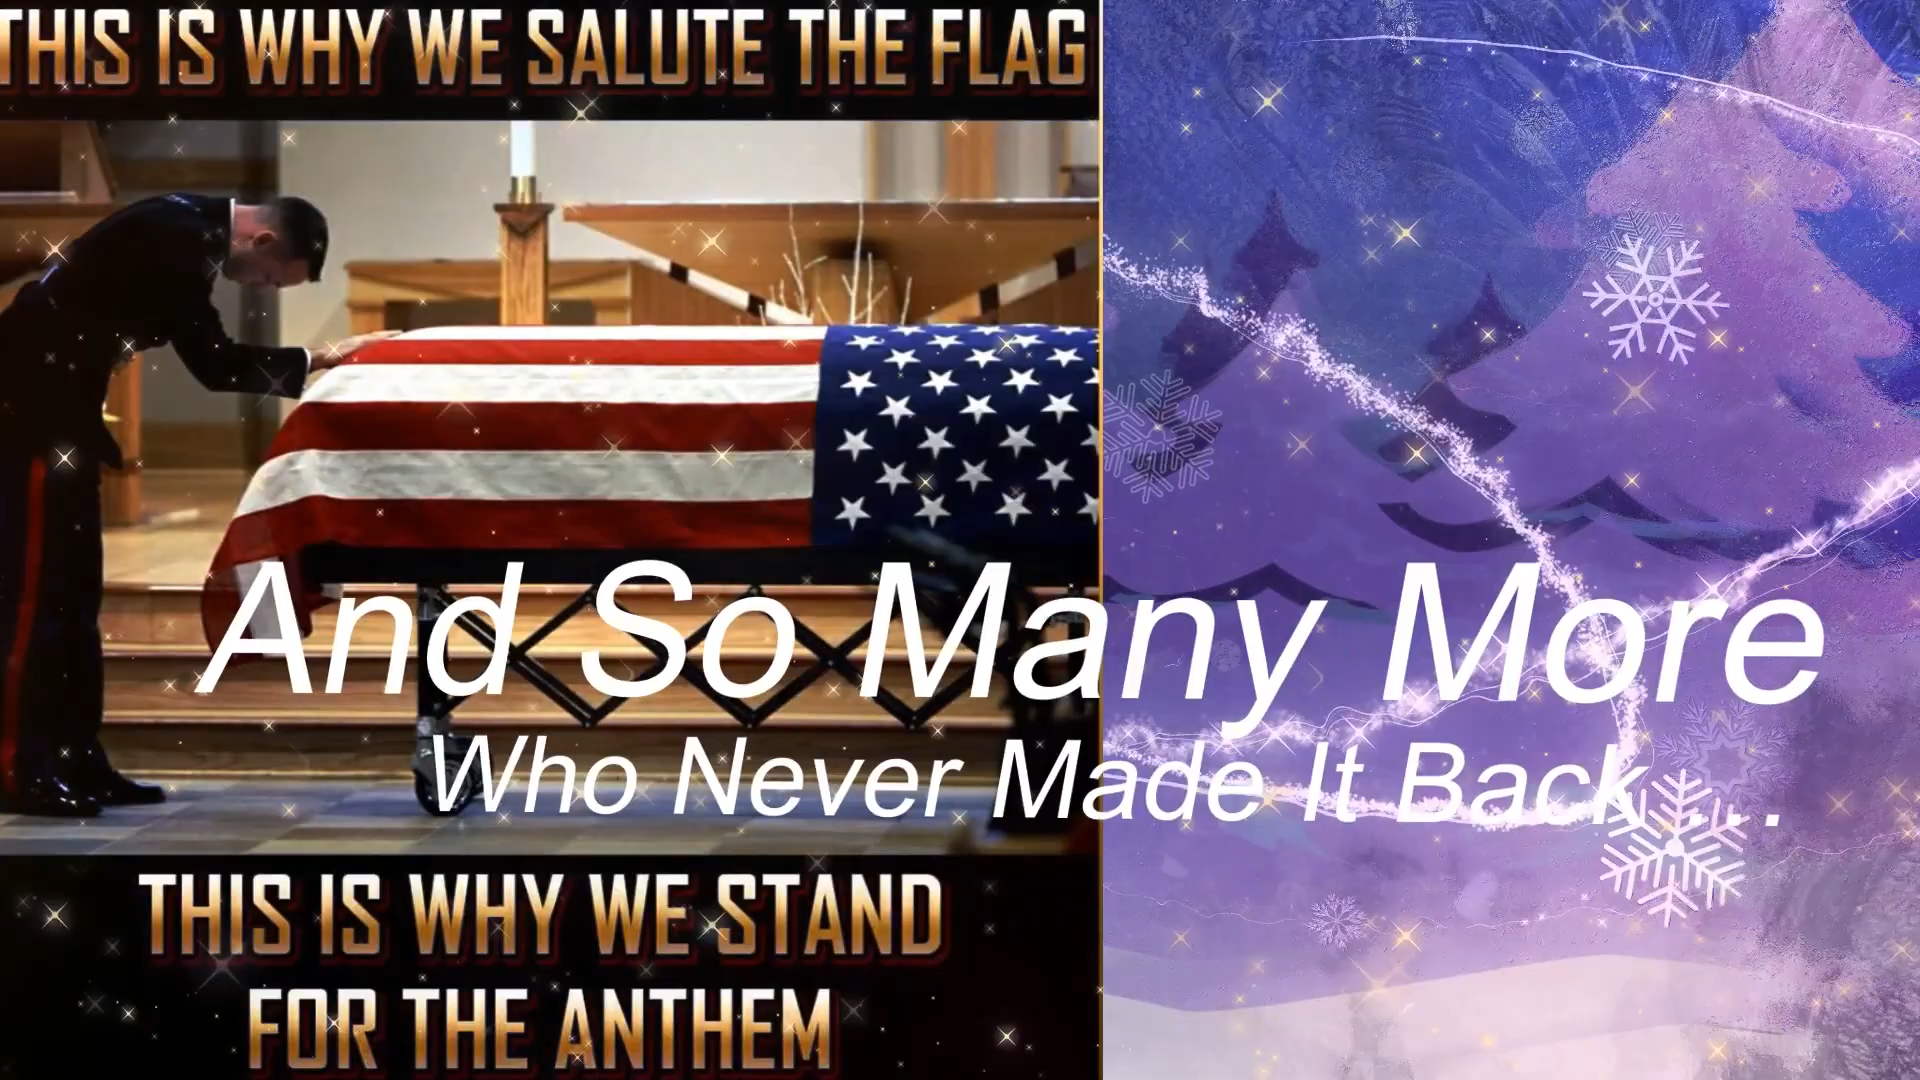 THIS IS WHY WE SALUTE THE FLAG
And So Many More
Who Never Made It Back ...
THIS IS WHY WE STAND
FOR THE ANTHEM